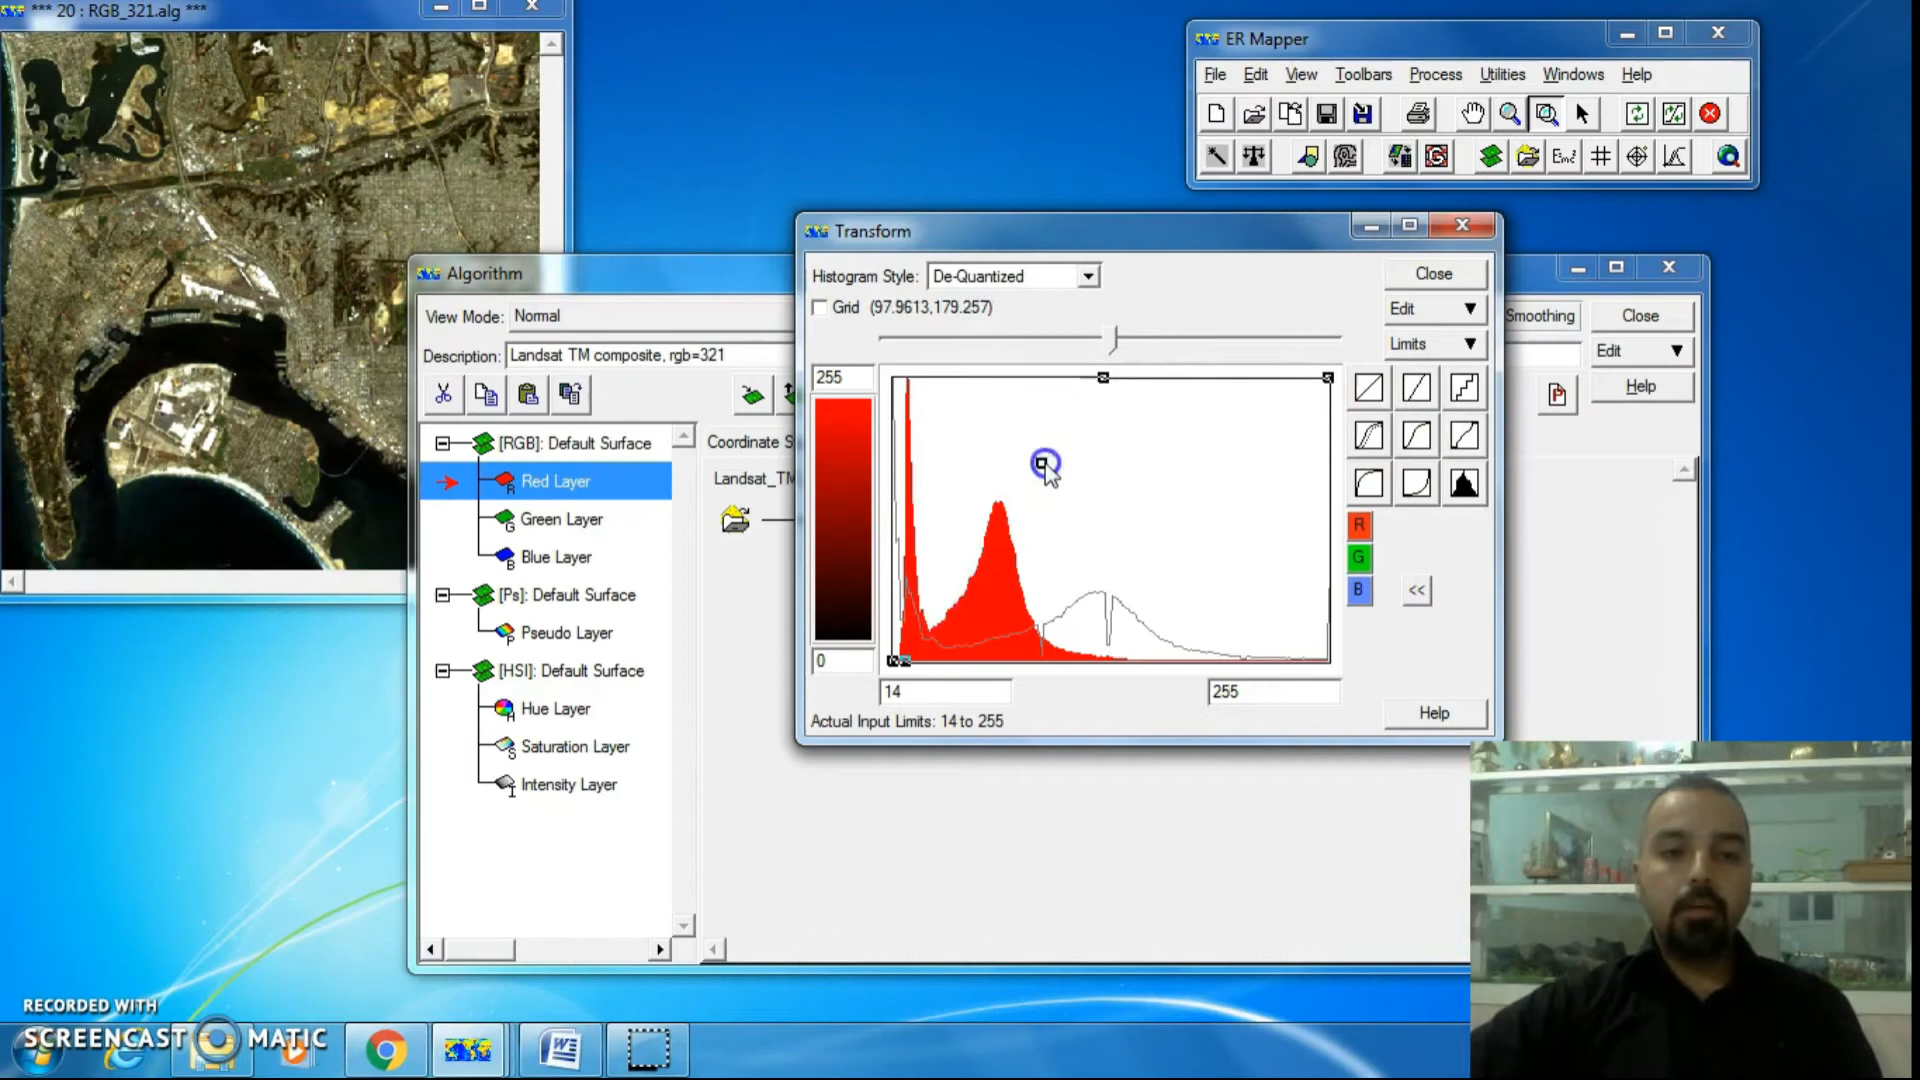 *** 20 : RGB_321.alg ***
ER Mapper
File Edit View Toolbars Process Utilities Windows Help
Emc²
Transform
Histogram Style: De-Quantized
Close
Grid (97.9613,179.257)
Edit
Limits
255
0
14
255
Actual Input Limits: 14 to 255
R
G
B
<<
Help
Algorithm
View Mode: Normal
Smoothing
Close
Description: Landsat TM composite, rgb=321
Edit
Help
[RGB]: Default Surface
Red Layer
Green Layer
Blue Layer
[Ps]: Default Surface
Pseudo Layer
[HSI]: Default Surface
Hue Layer
Saturation Layer
Intensity Layer
Coordinate S
Landsat_TM
RECORDED WITH
SCREENCAST MATIC